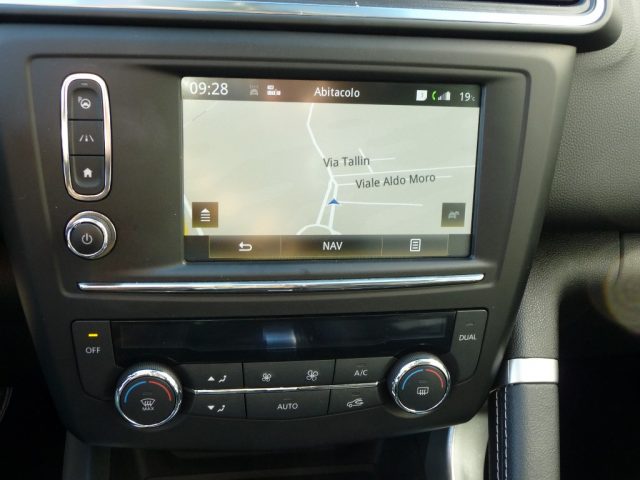 09:28 Abitacolo 19°C
Via Tallin
Viale Aldo Moro
NAV
OFF
DUAL
A/C
MAX
AUTO